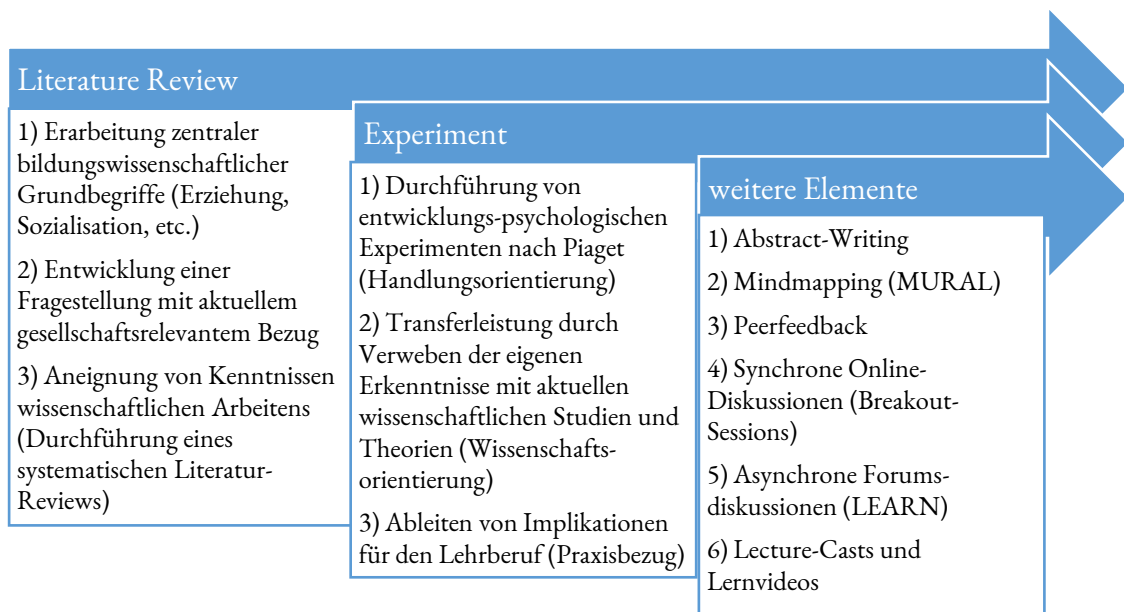 Literature Review
1) Erarbeitung zentraler
bildungswissenschaftlicher
Grundbegriffe (Erziehung,
Sozialisation, etc.)
2) Entwicklung einer
Fragestellung mit aktuellem
gesellschaftsrelevantem Bezug
3) Aneignung von Kenntnissen
wissenschaftlichen Arbeitens
(Durchführung eines
systematischen Literatur-
Reviews)
Experiment
1) Durchführung von
entwicklungs-psychologischen
Experimenten nach Piaget
(Handlungsorientierung)
2) Transferleistung durch
Verweben der eigenen
Erkenntnisse mit aktuellen
wissenschaftlichen Studien und
Theorien (Wissenschafts-
orientierung)
3) Ableiten von Implikationen
für den Lehrberuf (Praxisbezug)
weitere Elemente
1) Abstract-Writing
2) Mindmapping (MURAL)
3) Peerfeedback
4) Synchrone Online-
Diskussionen (Breakout-
Sessions)
5) Asynchrone Forums-
diskussionen (LEARN)
6) Lecture-Casts und
Lernvideos